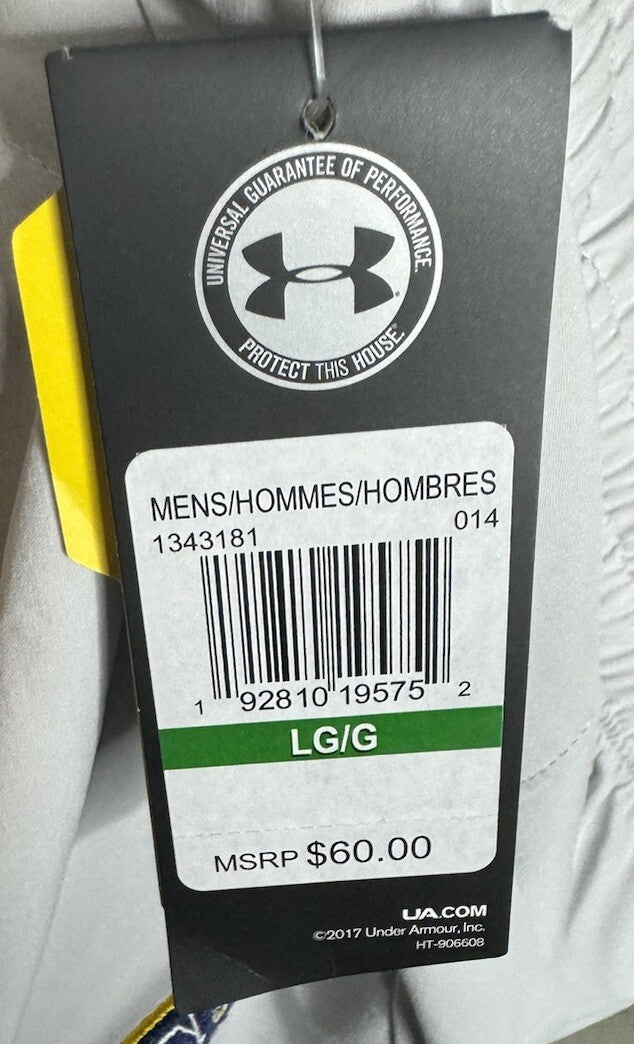 UNIVERSAL GUARANTEE OF PERFORMANCE.
PROTECT THIS HOUSE.®
MENS/HOMMES/HOMBRES
1343181 014
1 92810 19575 2
LG/G
MSRP $60.00
UA.COM
©2017 Under Armour, Inc.
HT-906608